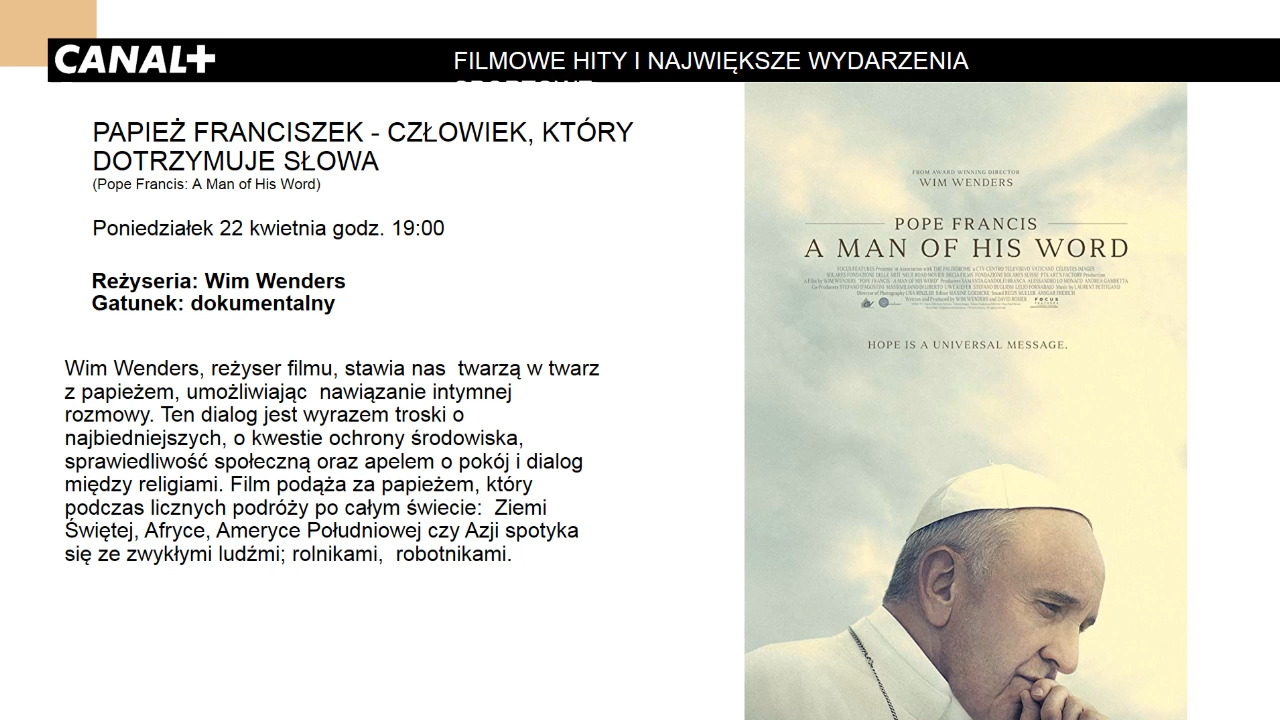 CANAL+
FILMOWE HITY I NAJWIĘKSZE WYDARZENIA
PAPIEŻ FRANCISZEK - CZŁOWIEK, KTÓRY
DOTRZYMUJE SŁOWA
(Pope Francis: A Man of His Word)
Poniedziałek 22 kwietnia godz. 19:00
Reżyseria: Wim Wenders
Gatunek: dokumentalny
Wim Wenders, reżyser filmu, stawia nas  twarzą w twarz
z papieżem, umożliwiając  nawiązanie intymnej
rozmowy. Ten dialog jest wyrazem troski o
najbiedniejszych, o kwestie ochrony środowiska,
sprawiedliwość społeczną oraz apelem o pokój i dialog
między religiami. Film podąża za papieżem, który
podczas licznych podróży po całym świecie:  Ziemi
Świętej, Afryce, Ameryce Południowej czy Azji spotyka
się ze zwykłymi ludźmi; rolnikami,  robotnikami.
FROM AWARD WINNING DIRECTOR
WIM WENDERS
POPE FRANCIS
A MAN OF HIS WORD
FOCUS
HOPE IS A UNIVERSAL MESSAGE.